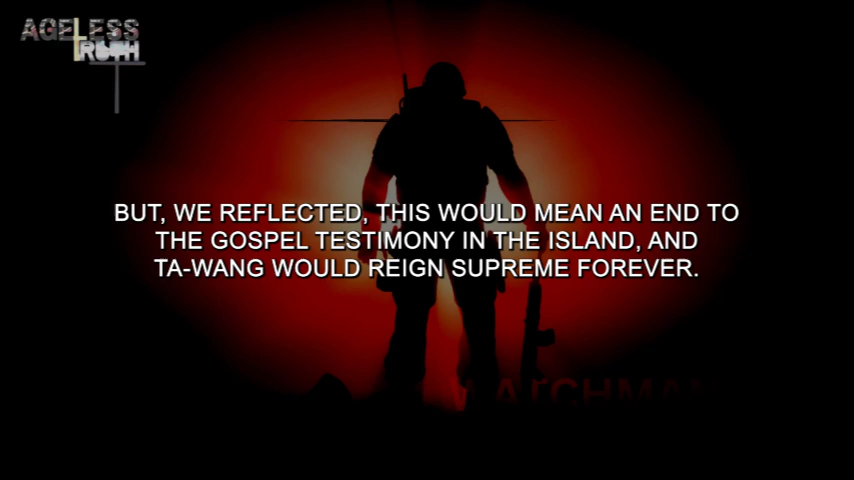 AGELESS
TRUTH
BUT, WE REFLECTED, THIS WOULD MEAN AN END TO
THE GOSPEL TESTIMONY IN THE ISLAND, AND
TA-WANG WOULD REIGN SUPREME FOREVER.
WATCHMAN